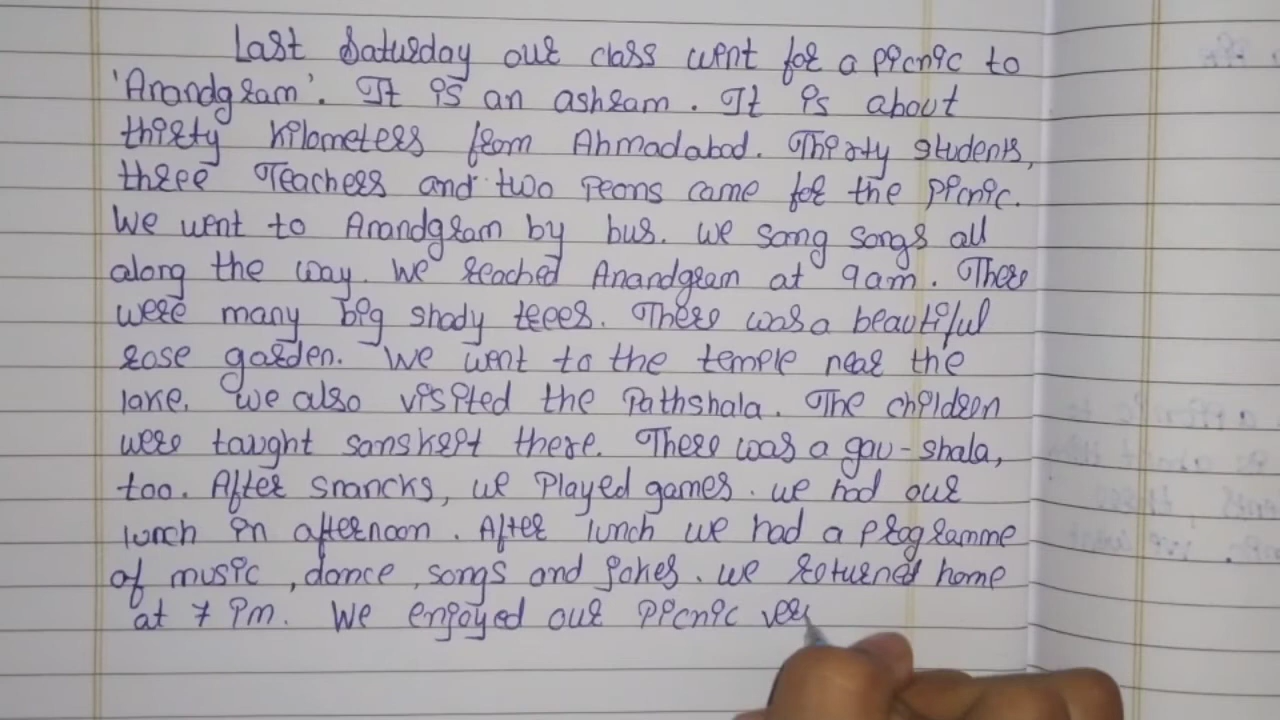 Last Saturday our class went for a picnic to
'Anandgram'. It is an ashram. It is about
thirty kilometers from Ahmadabad. Thirty students,
three Teachers and two peons came for the picnic.
We went to Anandgram by bus. we sang songs all
along the way. We reached Anandgram at 9am. There
were many big shady trees. There was a beautiful
rose garden. We went to the temple near the
lake. We also visited the Pathshala. The children
were taught sanskrit there. There was a gau-shala,
too. After snancks, we played games. we had our
lunch in afternoon. After lunch we had a programme
of music, dance, songs and jokes. we returned home
at 7 pm. We enjoyed our picnic ver